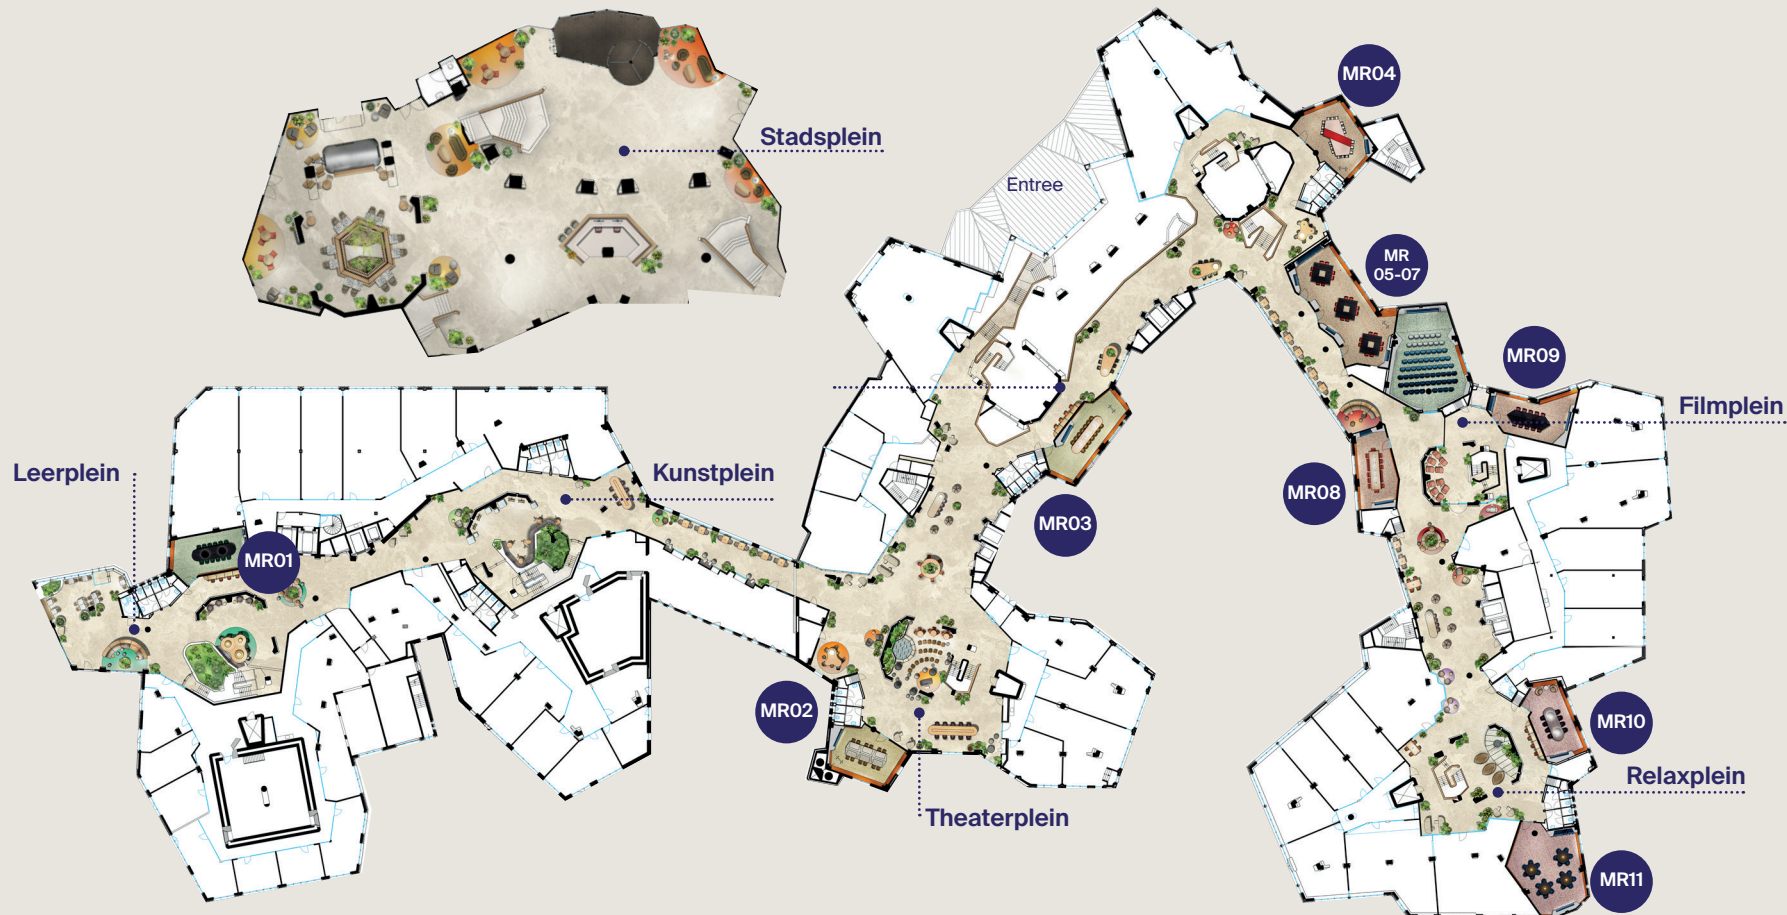 MR04
Stadsplein
Entree
MR
05-07
MR09
Filmplein
Leerplein
Kunstplein
MR08
MR03
MR01
MR02
MR10
Relaxplein
Theaterplein
MR11